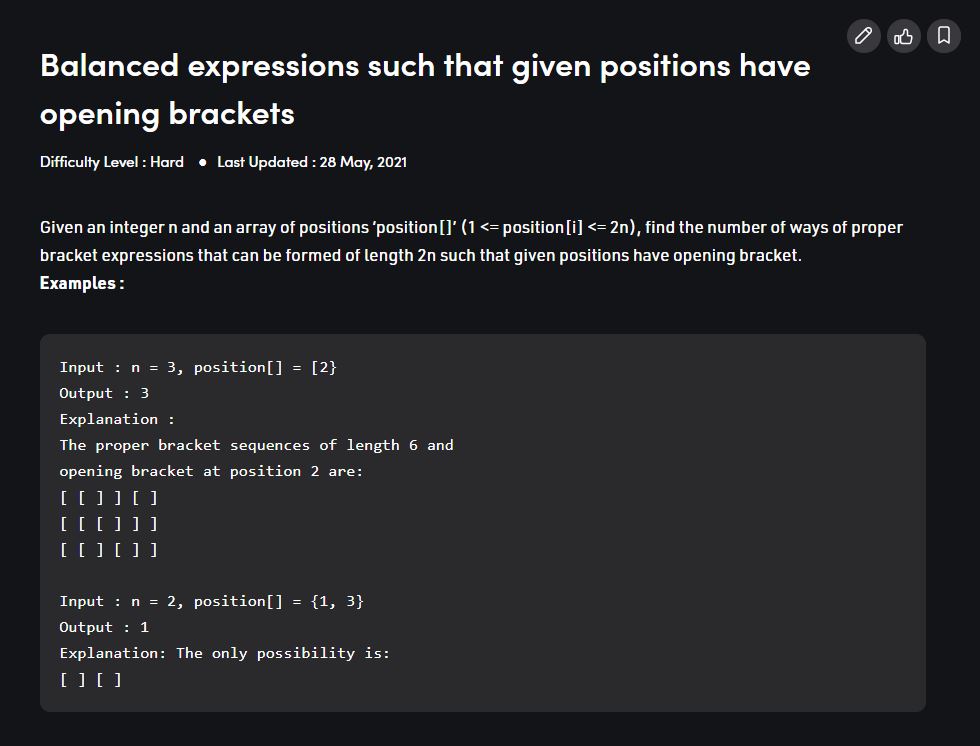 Balanced expressions such that given positions have
opening brackets
Difficulty Level : Hard ● Last Updated : 28 May, 2021
Given an integer n and an array of positions ‘position[]’ (1 <= position[i] <= 2n), find the number of ways of proper
bracket expressions that can be formed of length 2n such that given positions have opening bracket.
Examples :
Input : n = 3, position[] = [2}
Output : 3
Explanation :
The proper bracket sequences of length 6 and
opening bracket at position 2 are:
[ [ ] ] [ ]
[ [ [ ] ] ]
[ [ ] [ ] ]
Input : n = 2, position[] = {1, 3}
Output : 1
Explanation: The only possibility is:
[ ] [ ]